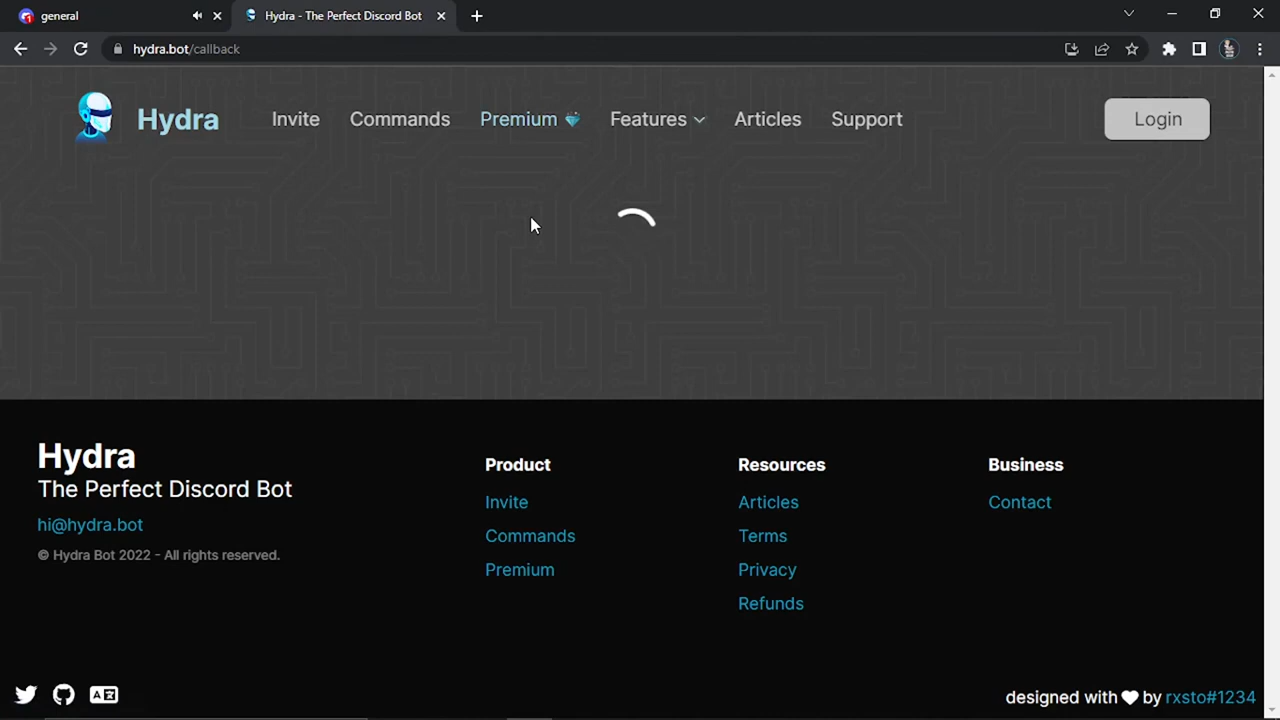 general
Hydra - The Perfect Discord Bot
hydra.bot/callback
Hydra
Invite
Commands
Premium
Features
Articles
Support
Login
Hydra
The Perfect Discord Bot
hi@hydra.bot
© Hydra Bot 2022 - All rights reserved.
Product
Invite
Commands
Premium
Resources
Articles
Terms
Privacy
Refunds
Business
Contact
designed with by rxsto#1234